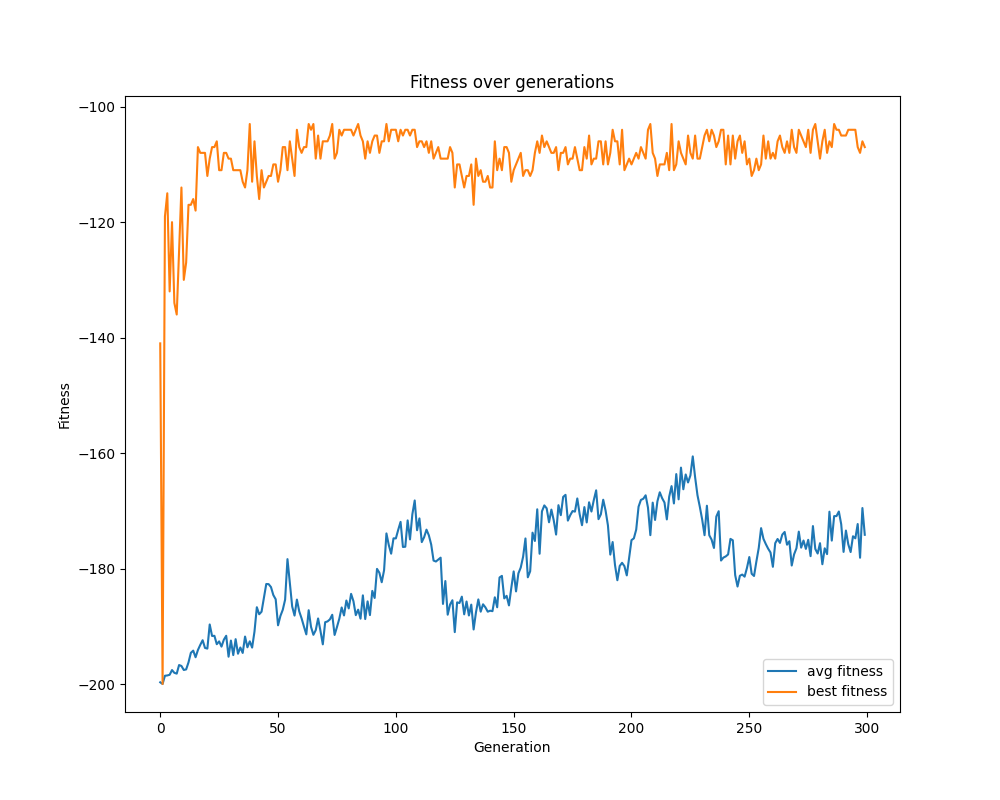 Fitness over generations
Fitness
−100
−120
−140
−160
−180
−200
0 50 100 150 200 250 300
Generation
avg fitness
best fitness